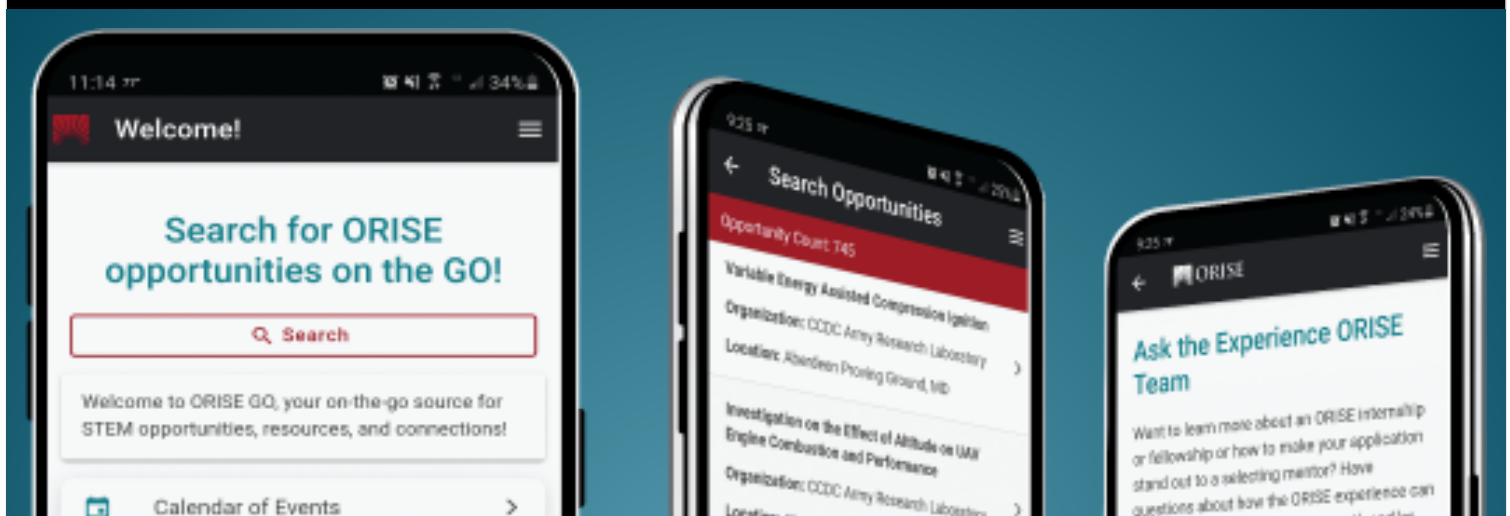 11:14
34%
Welcome!
Search for ORISE
opportunities on the GO!
Search
Welcome to ORISE GO, your on-the-go source for
STEM opportunities, resources, and connections!
Calendar of Events
9:25
Search Opportunities
Opportunity Count: 745
Variable Energy Assisted Compression Ignition
Organization: CCDC Army Research Laboratory
Location: Aberdeen Proving Ground, MD
Investigation on the Effect of Altitude on UAV
Engine Combustion and Performance
Organization: CCDC Army Research Laboratory
9:25
ORISE
Ask the Experience ORISE
Team
Want to learn more about an ORISE internship
or fellowship or how to make your application
stand out to a selecting mentor? Have
questions about how the ORISE experience can